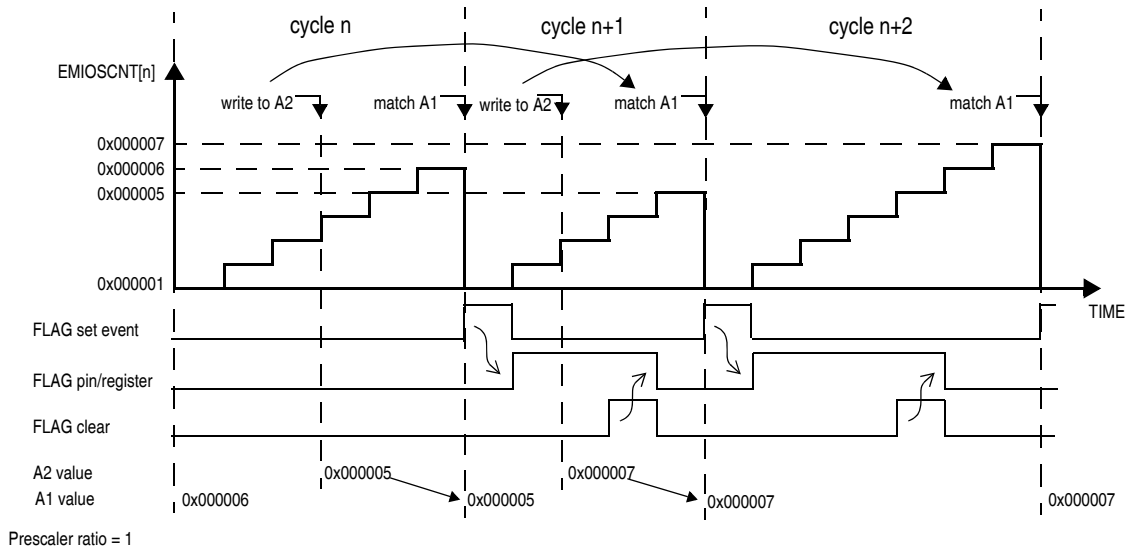 cycle n cycle n+1 cycle n+2
EMIOSCNT[n]
write to A2 match A1 write to A2 match A1 match A1
0x000007
0x000006
0x000005
0x000001
TIME
FLAG set event
FLAG pin/register
FLAG clear
A2 value 0x000005 0x000007
A1 value 0x000006 0x000005 0x000007 0x000007
Prescaler ratio = 1